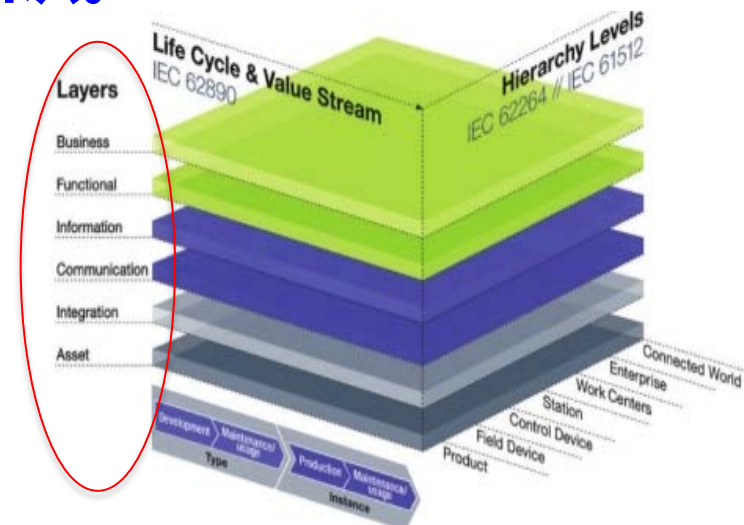 Life Cycle & Value Stream
IEC 62890
Hierarchy Levels
IEC 62264 // IEC 61512
Layers
Business
Functional
Information
Communication
Integration
Asset
Connected World
Enterprise
Work Centers
Station
Control Device
Field Device
Product
Development
Maintenance/
usage
Type
Production
Maintenance/
usage
Instance